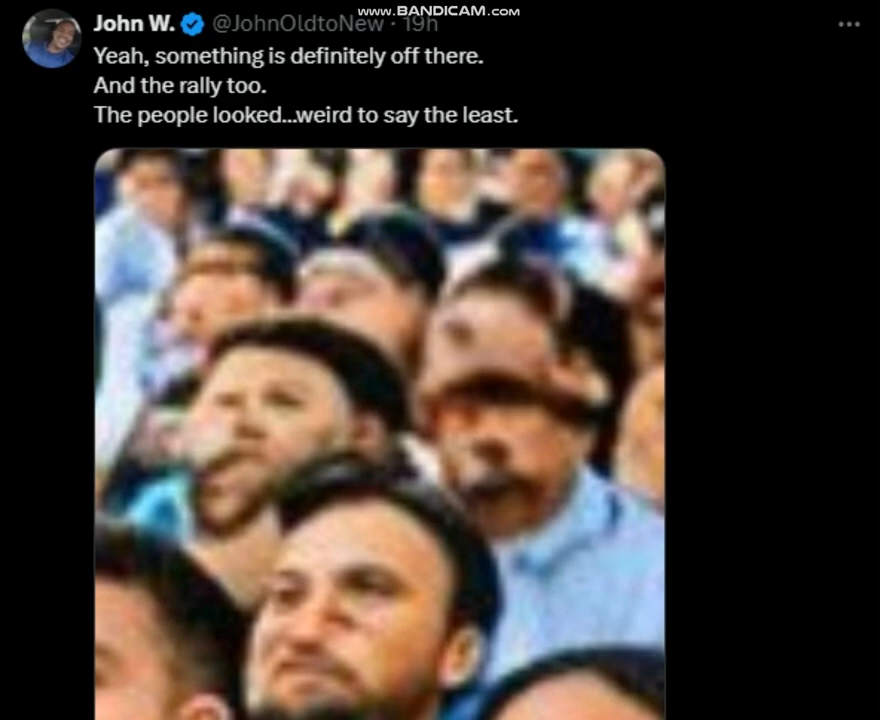 www.BANDICAM.com
John W. @JohnOldtoNew · 19h
Yeah, something is definitely off there.
And the rally too.
The people looked...weird to say the least.